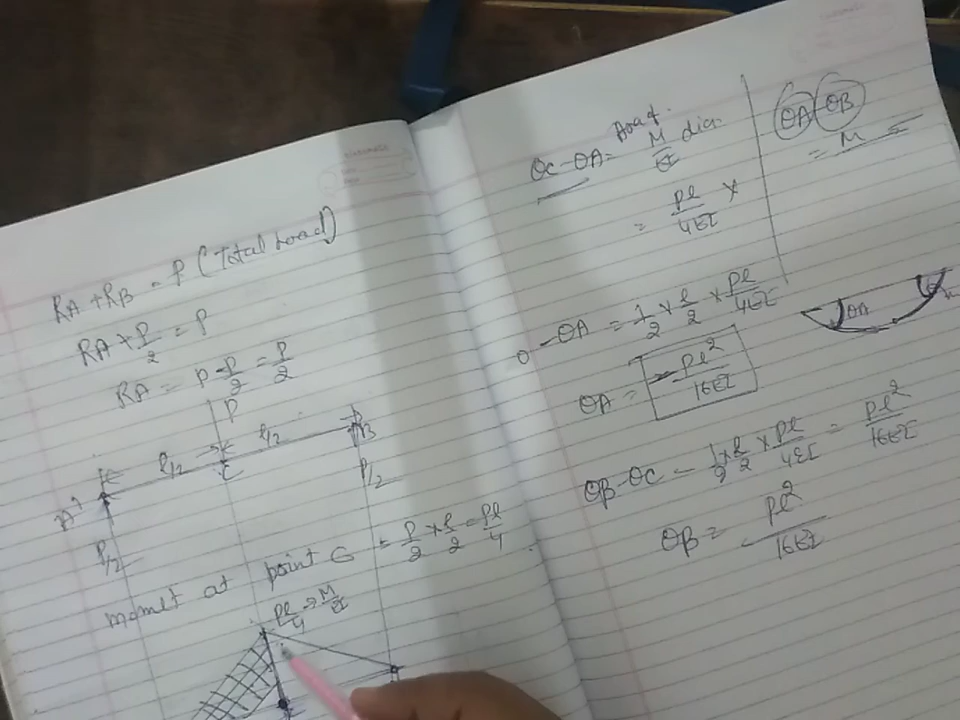 RA + RB = P (Total Load)
RA + P/2 = P
RA = P - P/2 = P/2
P
l/2 l/2
A C B
P/2 P/2
momet at point C = P/2 × l/2 = Pl/4
Pl/4 → M/EI
θC - θA = Area of M/EI dia.
= Pl/4EI ×
0 - θA = 1/2 × l/2 × Pl/4EI
θA = - Pl²/16EI
θB - θC = 1/2 × l/2 × Pl/4EI = Pl²/16EI
θB = Pl²/16EI
θA θB
= M
θA